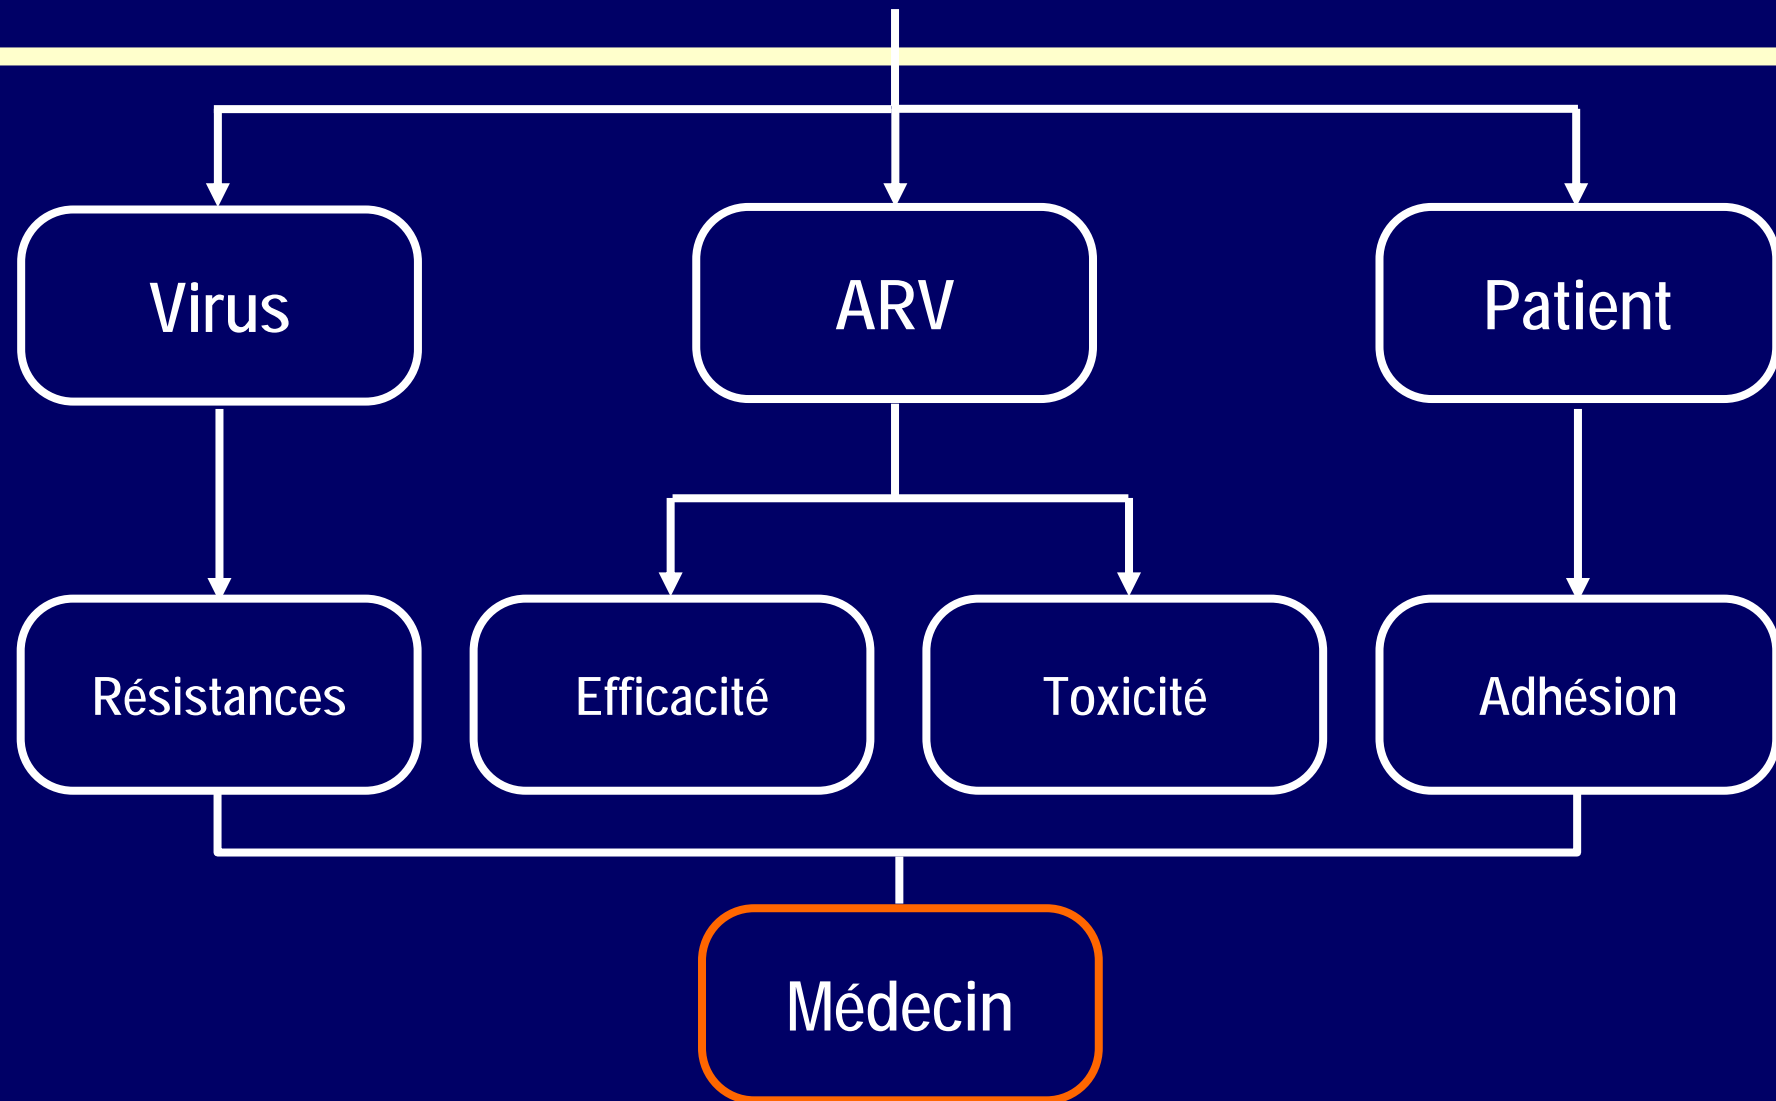 Virus
ARV
Patient
Résistances
Efficacité
Toxicité
Adhésion
Médecin